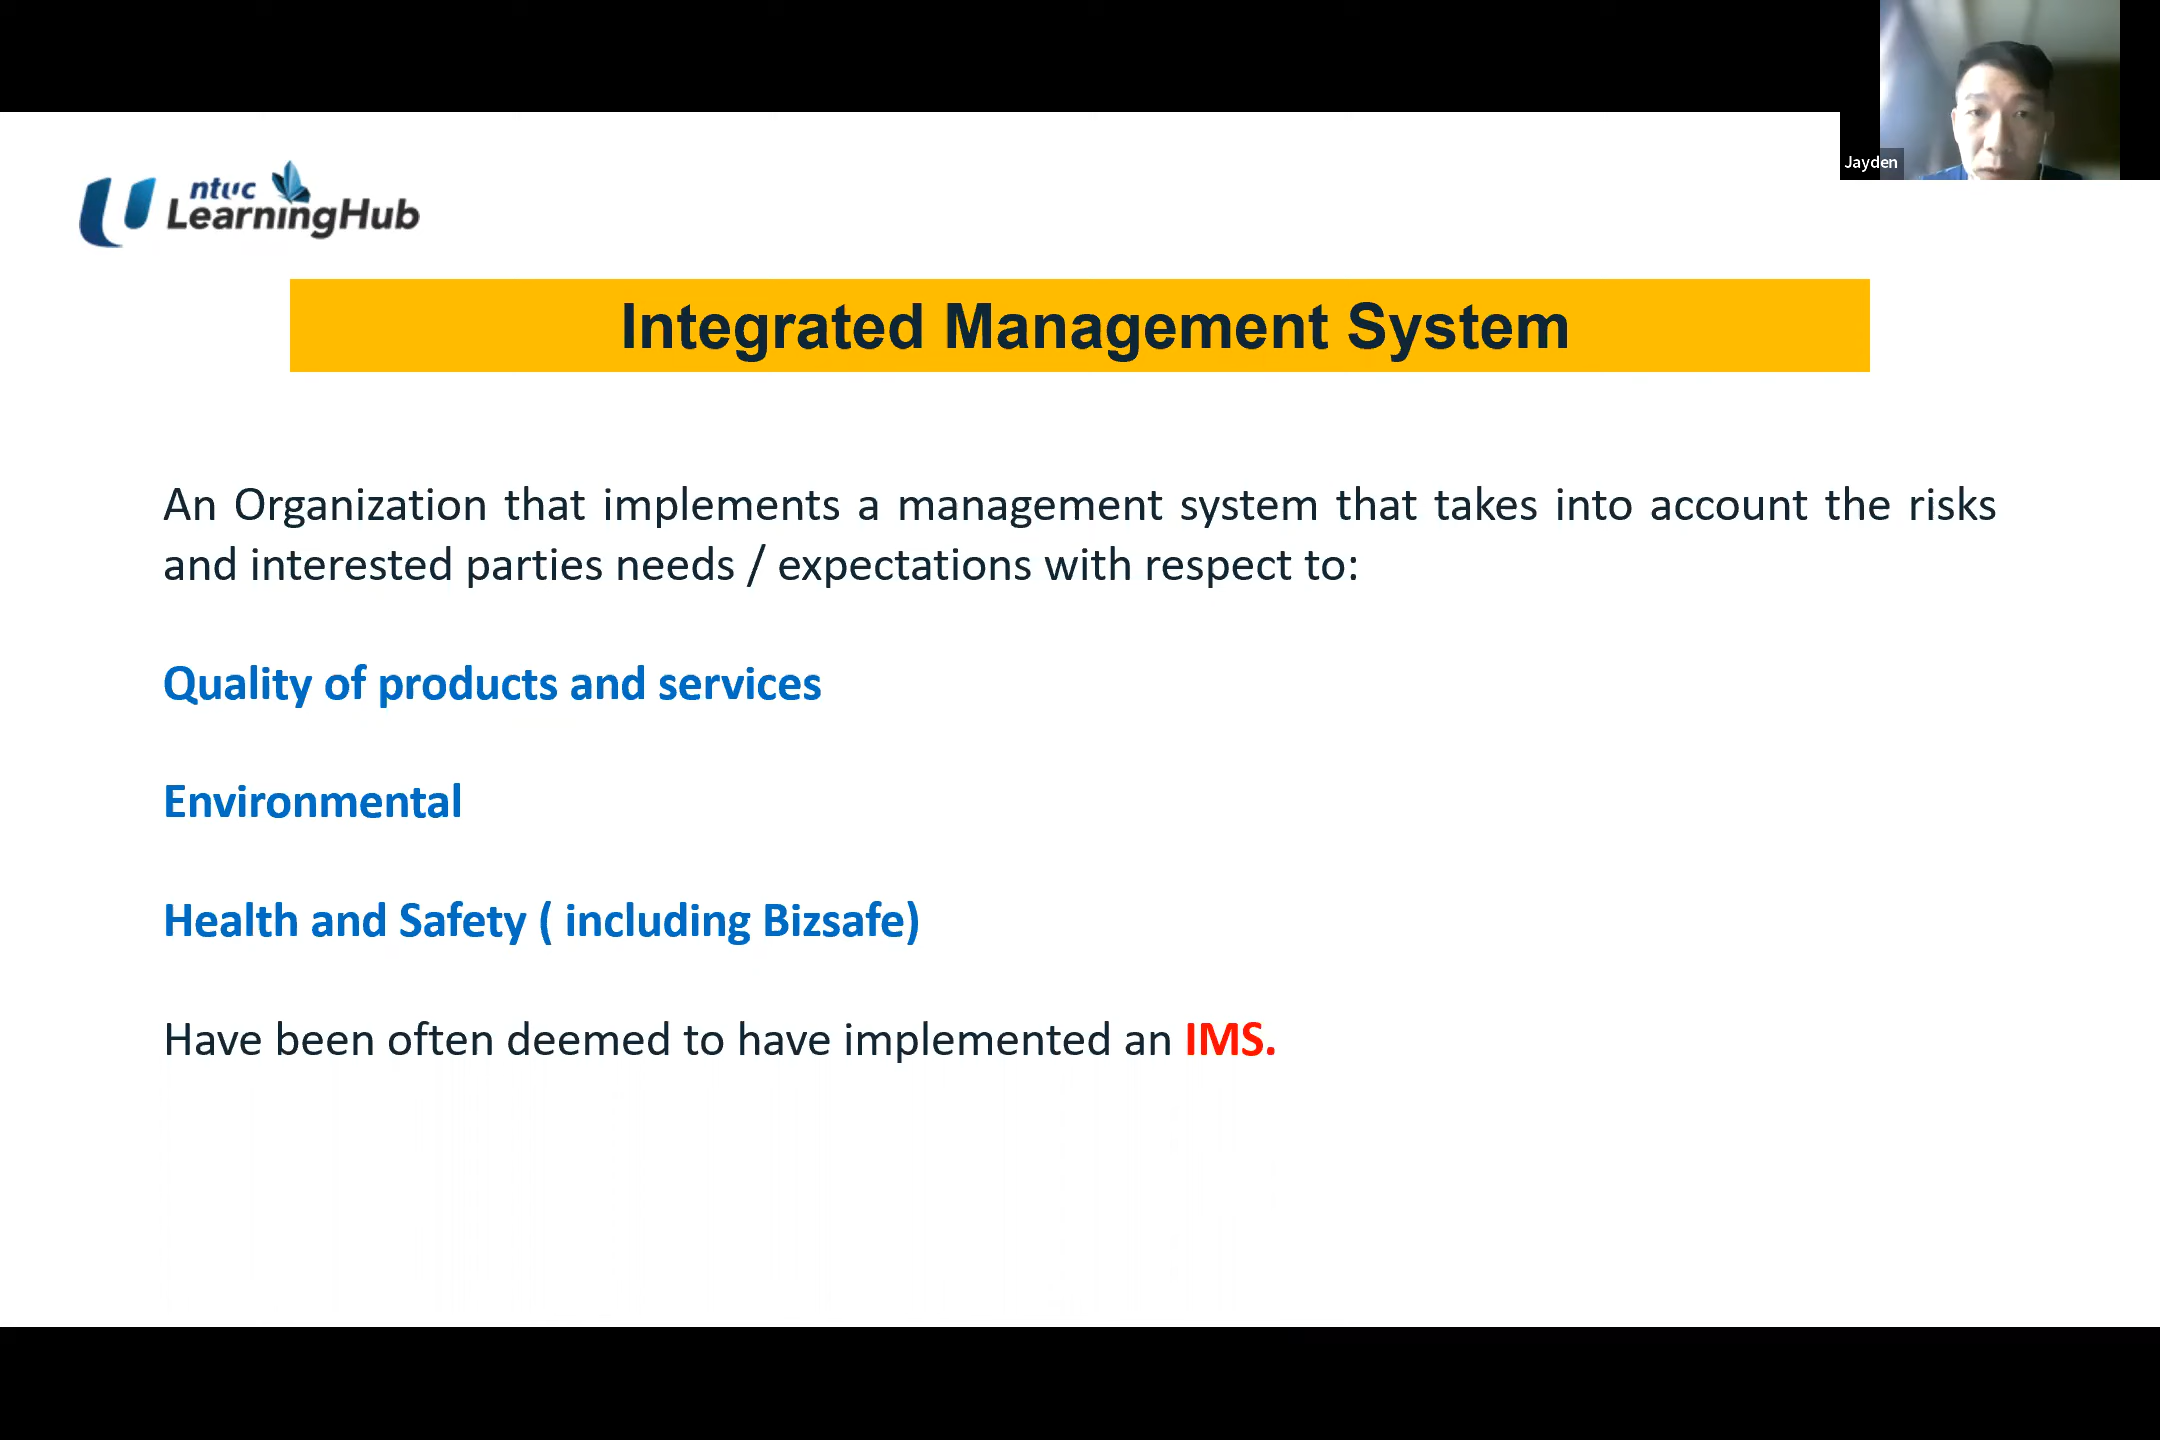 Jayden
ntuc
LearningHub
Integrated Management System
An Organization that implements a management system that takes into account the risks
and interested parties needs / expectations with respect to:
Quality of products and services
Environmental
Health and Safety ( including Bizsafe)
Have been often deemed to have implemented an IMS.